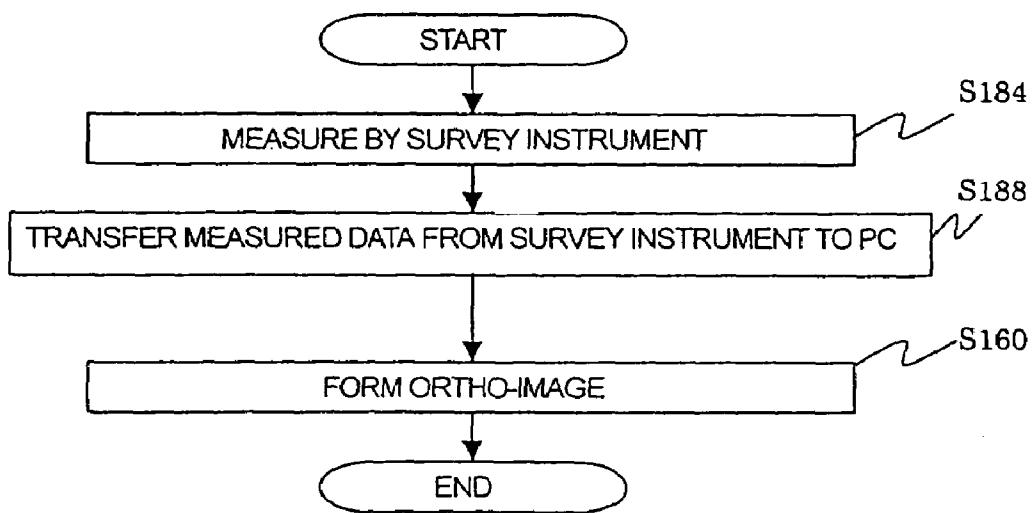 START
S184
MEASURE BY SURVEY INSTRUMENT
S188
TRANSFER MEASURED DATA FROM SURVEY INSTRUMENT TO PC
S160
FORM ORTHO-IMAGE
END